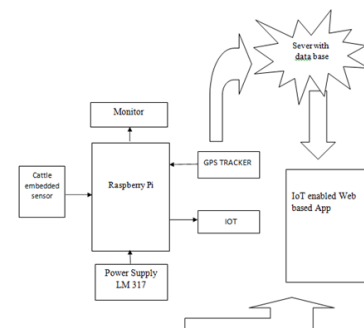 Sever with
data base
Monitor
GPS TRACKER
Cattle
embedded
sensor
Raspberry Pi
IoT enabled Web
based App
IOT
Power Supply
LM 317